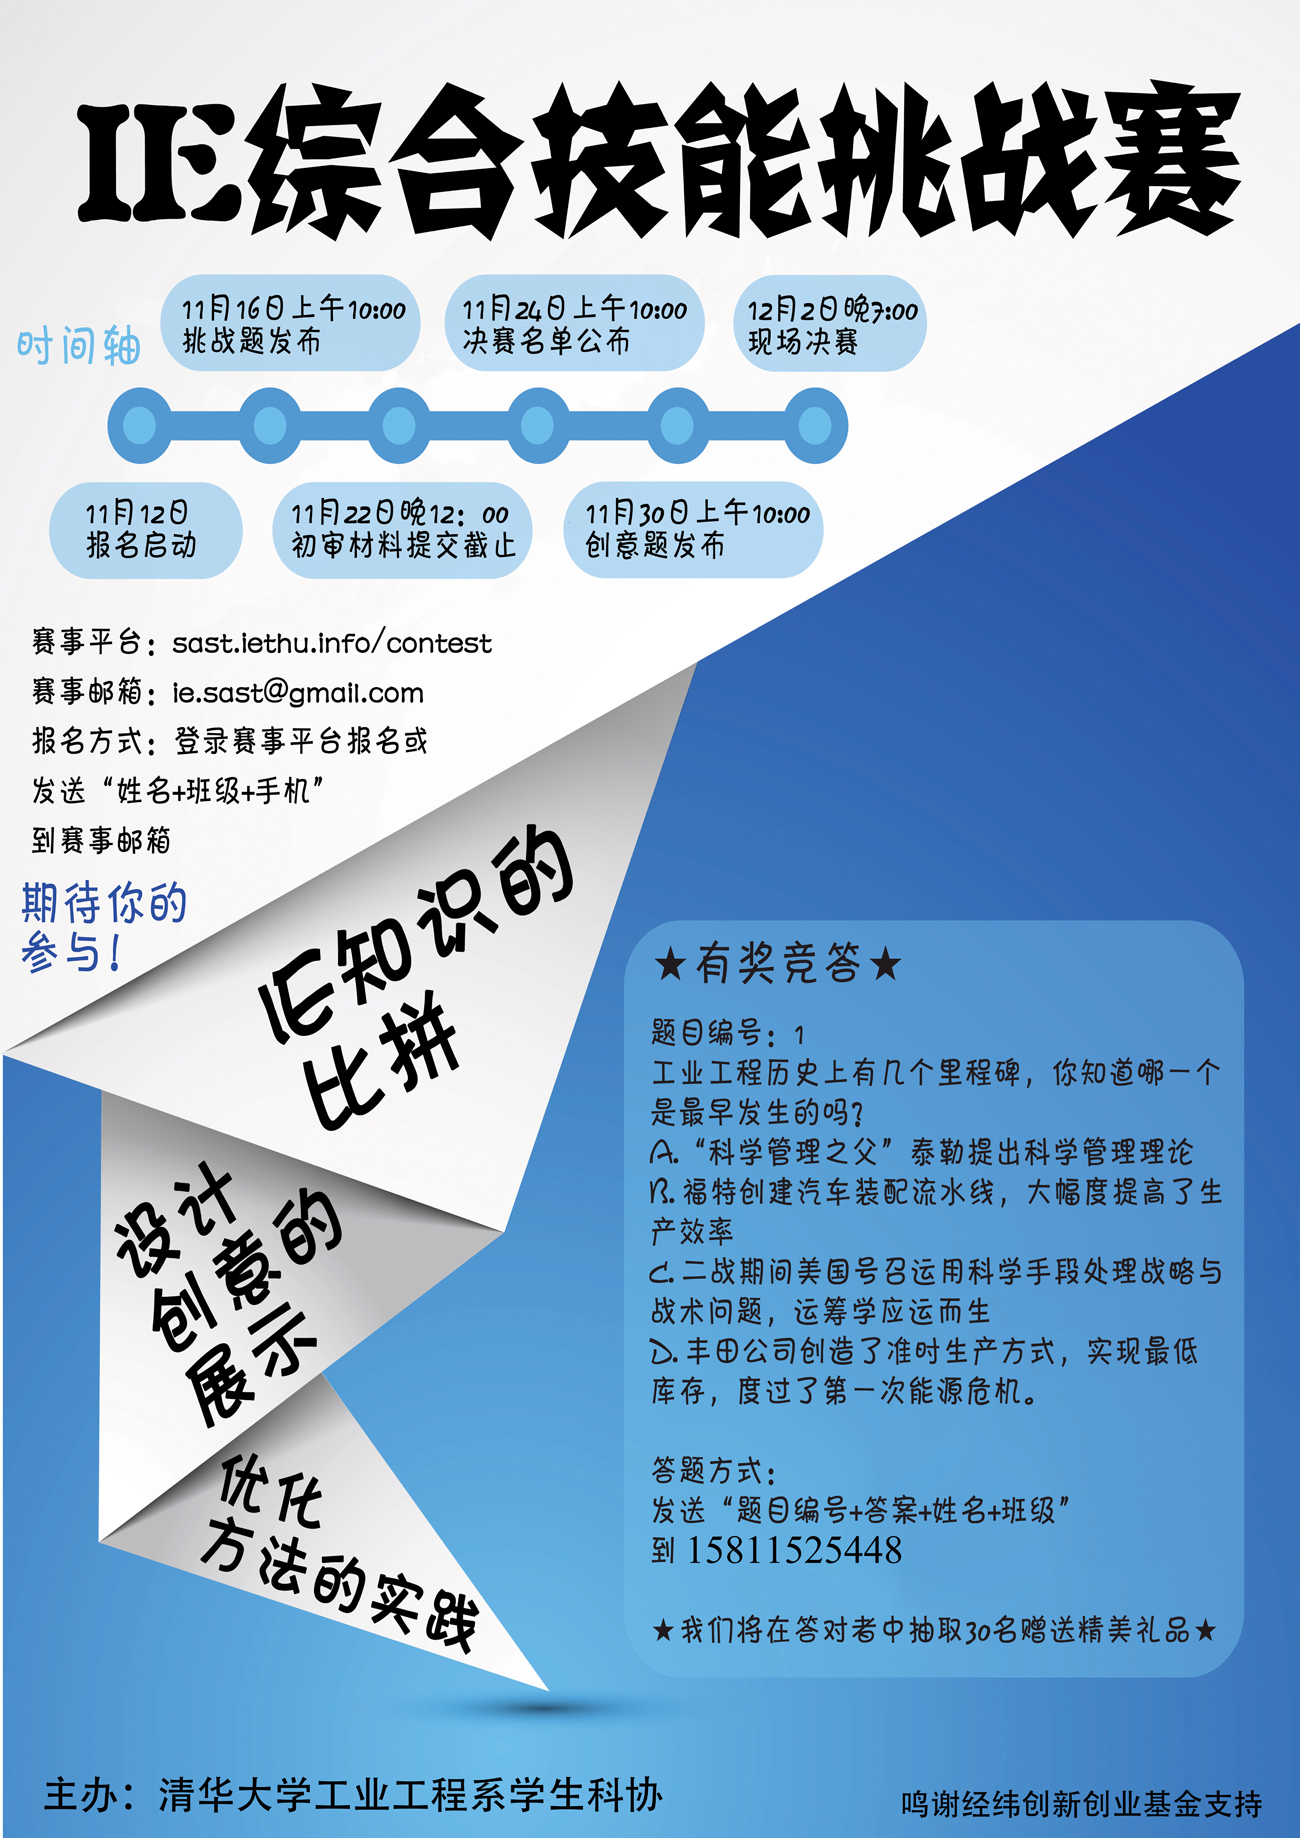 IE综合技能挑战赛
时间轴
11月16日上午10:00
挑战题发布
11月24日上午10:00
决赛名单公布
12月2日晚7:00
现场决赛
11月12日
报名启动
11月22日晚12：00
初审材料提交截止
11月30日上午10:00
创意题发布
赛事平台：sast.iethu.info/contest
赛事邮箱：ie.sast@gmail.com
报名方式：登录赛事平台报名或
发送“姓名+班级+手机”
到赛事邮箱
期待你的
参与！
IE知识的
比拼
设计
创意的
展示
优化
方法的实践
★有奖竞答★
题目编号：1
工业工程历史上有几个里程碑，你知道哪一个
是最早发生的吗?
A.“科学管理之父”泰勒提出科学管理理论
B.福特创建汽车装配流水线，大幅度提高了生
产效率
C.二战期间美国号召运用科学手段处理战略与
战术问题，运筹学应运而生
D.丰田公司创造了准时生产方式，实现最低
库存，度过了第一次能源危机。
答题方式：
发送“题目编号+答案+姓名+班级”
到 15811525448
★我们将在答对者中抽取30名赠送精美礼品★
主办：清华大学工业工程系学生科协
鸣谢经纬创新创业基金支持